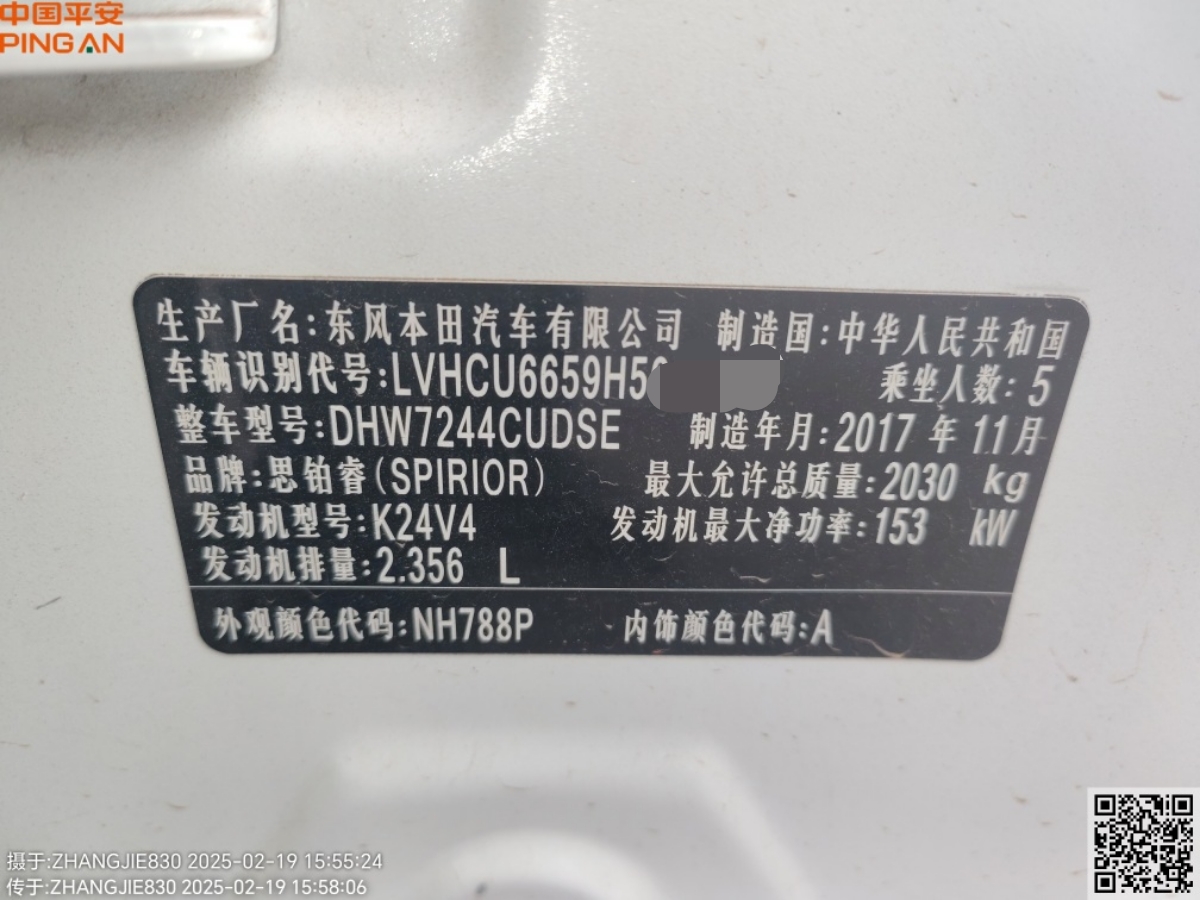 中国平安
PING AN
生产厂名:东风本田汽车有限公司 制造国:中华人民共和国
车辆识别代号:LVHCU6659H5 乘坐人数:5
整车型号:DHW7244CUDSE 制造年月:2017年11月
品牌:思铂睿(SPIRIOR) 最大允许总质量:2030 kg
发动机型号:K24V4 发动机最大净功率:153 kW
发动机排量:2.356 L
外观颜色代码:NH788P 内饰颜色代码:A
摄于:ZHANGJIE830 2025-02-19 15:55:24
传于:ZHANGJIE830 2025-02-19 15:58:06